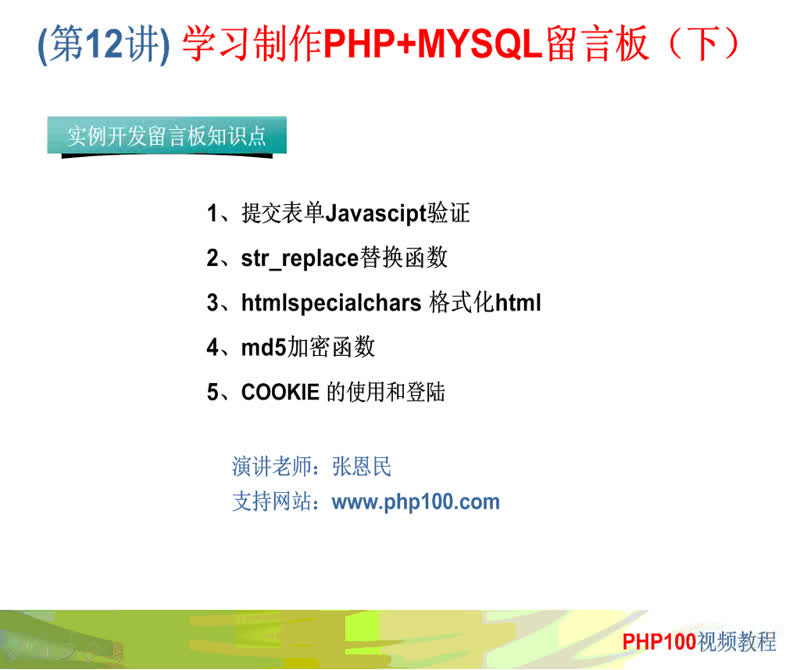 (第12讲) 学习制作PHP+MYSQL留言板（下）
实例开发留言板知识点
1、提交表单Javascipt验证
2、str_replace替换函数
3、htmlspecialchars 格式化html
4、md5加密函数
5、COOKIE 的使用和登陆
演讲老师：张恩民
支持网站：www.php100.com
PHP100视频教程